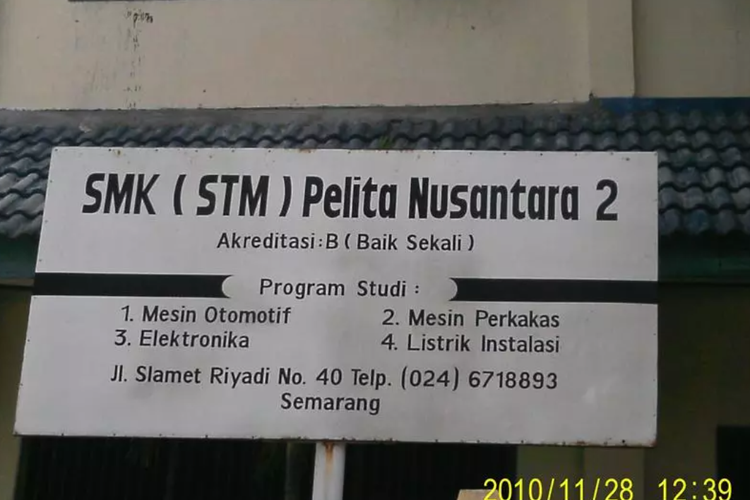 SMK ( STM ) Pelita Nusantara 2
Akreditasi : B ( Baik Sekali )
Program Studi :
1. Mesin Otomotif 2. Mesin Perkakas
3. Elektronika 4. Listrik Instalasi
Jl. Slamet Riyadi No. 40 Telp. (024) 6718893
Semarang
2010/11/28 12:39